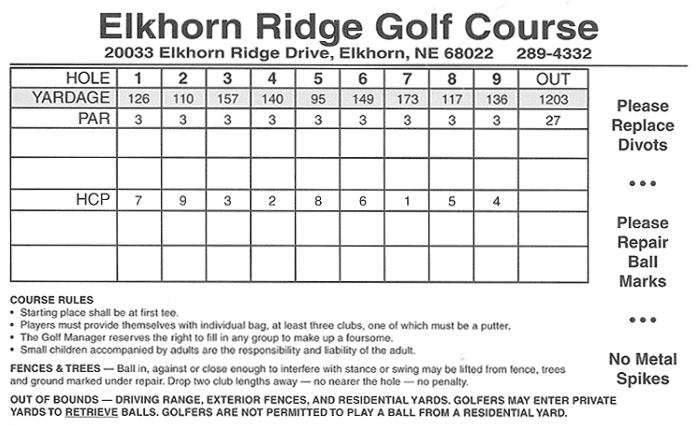 Elkhorn Ridge Golf Course
20033 Elkhorn Ridge Drive, Elkhorn, NE 68022 289-4332
HOLE 1 2 3 4 5 6 7 8 9 OUT
YARDAGE 126 110 157 140 95 149 173 117 136 1203
PAR 3 3 3 3 3 3 3 3 3 27
HCP 7 9 3 2 8 6 1 5 4
Please
Replace
Divots
• • •
Please
Repair
Ball
Marks
• • •
No Metal
Spikes
COURSE RULES
• Starting place shall be at first tee.
• Players must provide themselves with individual bag, at least three clubs, one of which must be a putter.
• The Golf Manager reserves the right to fill in any group to make up a foursome.
• Small children accompanied by adults are the responsibility and liability of the adult.
FENCES & TREES — Ball in, against or close enough to interfere with stance or swing may be lifted from fence, trees
and ground marked under repair. Drop two club lengths away — no nearer the hole — no penalty.
OUT OF BOUNDS — DRIVING RANGE, EXTERIOR FENCES, AND RESIDENTIAL YARDS. GOLFERS MAY ENTER PRIVATE
YARDS TO RETRIEVE BALLS. GOLFERS ARE NOT PERMITTED TO PLAY A BALL FROM A RESIDENTIAL YARD.